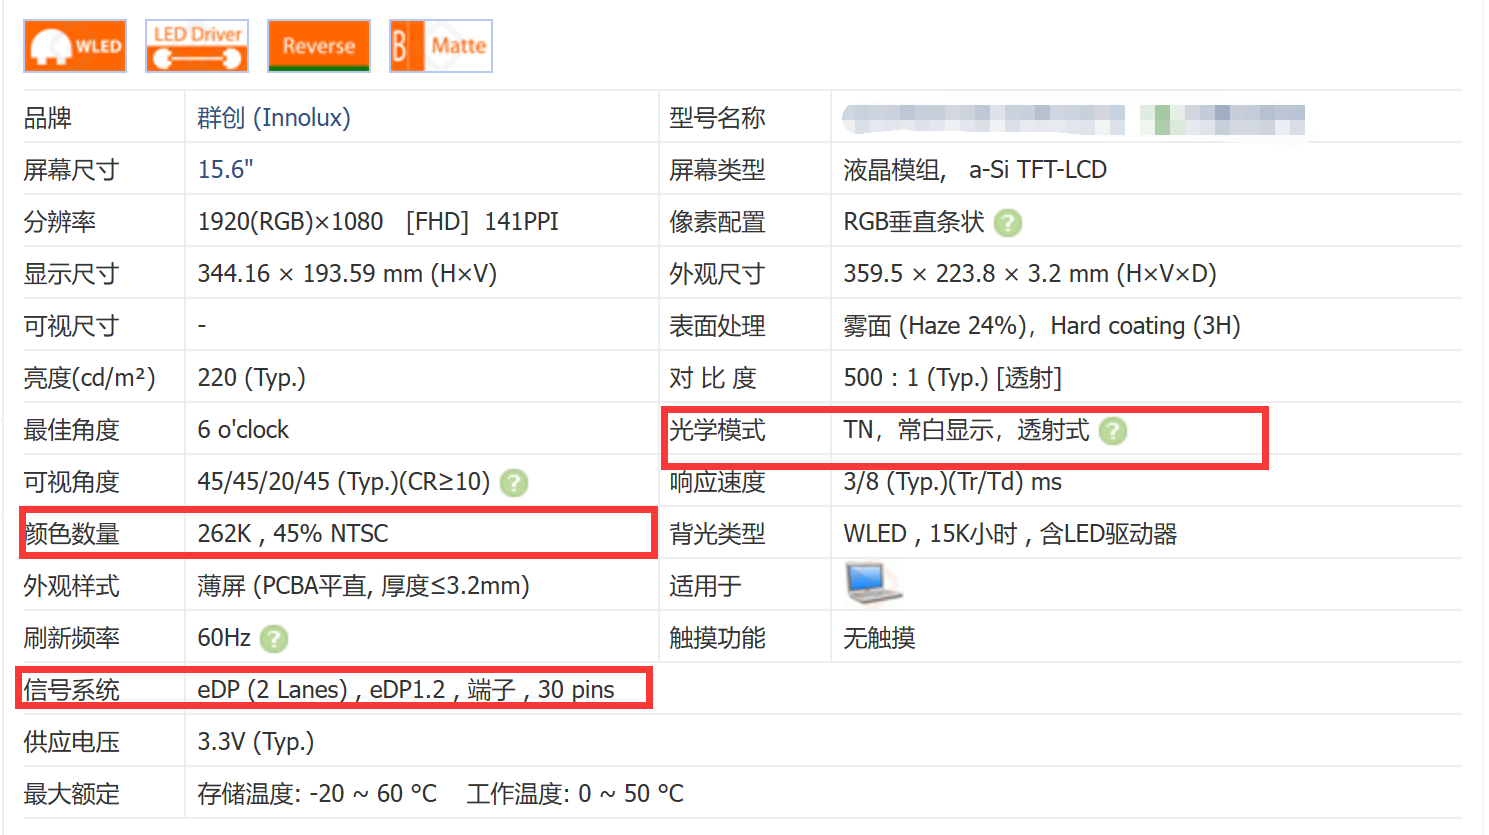 WLED
LED Driver
Reverse
B Matte
品牌 群创 (Innolux) 型号名称
屏幕尺寸 15.6" 屏幕类型 液晶模组, a-Si TFT-LCD
分辨率 1920(RGB)×1080 [FHD] 141PPI 像素配置 RGB垂直条状 ?
显示尺寸 344.16 × 193.59 mm (H×V) 外观尺寸 359.5 × 223.8 × 3.2 mm (H×V×D)
可视尺寸 - 表面处理 雾面 (Haze 24%), Hard coating (3H)
亮度(cd/m²) 220 (Typ.) 对 比 度 500 : 1 (Typ.) [透射]
最佳角度 6 o'clock 光学模式 TN, 常白显示, 透射式 ?
可视角度 45/45/20/45 (Typ.)(CR≥10) ? 响应速度 3/8 (Typ.)(Tr/Td) ms
颜色数量 262K , 45% NTSC 背光类型 WLED , 15K小时 , 含LED驱动器
外观样式 薄屏 (PCBA平直, 厚度≤3.2mm) 适用于
刷新频率 60Hz ? 触摸功能 无触摸
信号系统 eDP (2 Lanes) , eDP1.2 , 端子 , 30 pins
供应电压 3.3V (Typ.)
最大额定 存储温度: -20 ~ 60 °C 工作温度: 0 ~ 50 °C